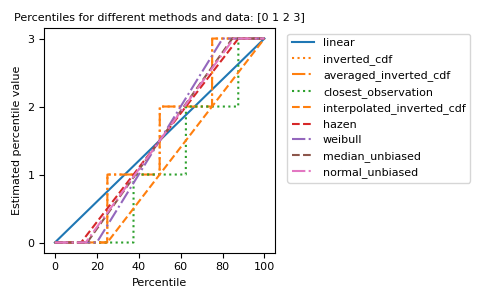 Percentiles for different methods and data: [0 1 2 3]
3
2
1
0
Estimated percentile value
0 20 40 60 80 100
Percentile
linear
inverted_cdf
averaged_inverted_cdf
closest_observation
interpolated_inverted_cdf
hazen
weibull
median_unbiased
normal_unbiased